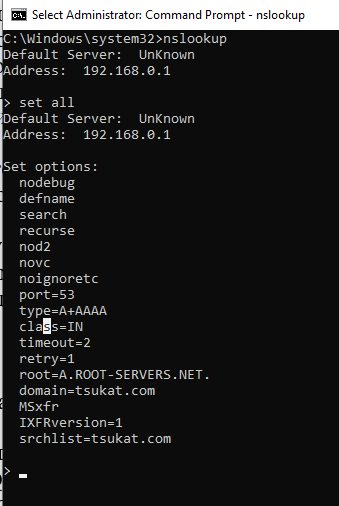 Select Administrator: Command Prompt - nslookup
C:\Windows\system32>nslookup
Default Server:  UnKnown
Address:  192.168.0.1

> set all
Default Server:  UnKnown
Address:  192.168.0.1

Set options:
  nodebug
  defname
  search
  recurse
  nod2
  novc
  noignoretc
  port=53
  type=A+AAAA
  class=IN
  timeout=2
  retry=1
  root=A.ROOT-SERVERS.NET.
  domain=tsukat.com
  MSxfr
  IXFRversion=1
  srchlist=tsukat.com

>